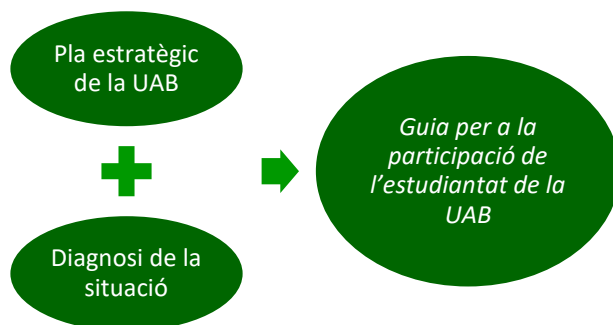 Pla estratègic
de la UAB
Diagnosi de la
situació
Guia per a la
participació de
l’estudiantat de la
UAB